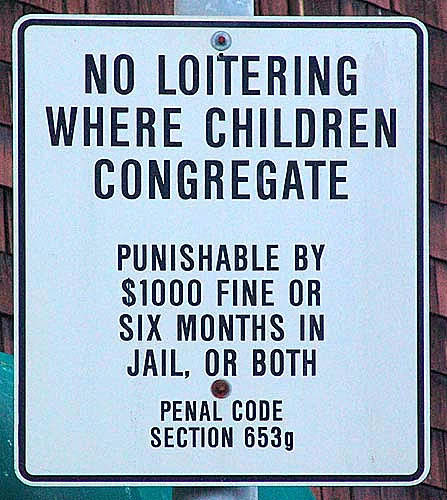 NO LOITERING
WHERE CHILDREN
CONGREGATE
PUNISHABLE BY
$1000 FINE OR
SIX MONTHS IN
JAIL, OR BOTH
PENAL CODE
SECTION 653g